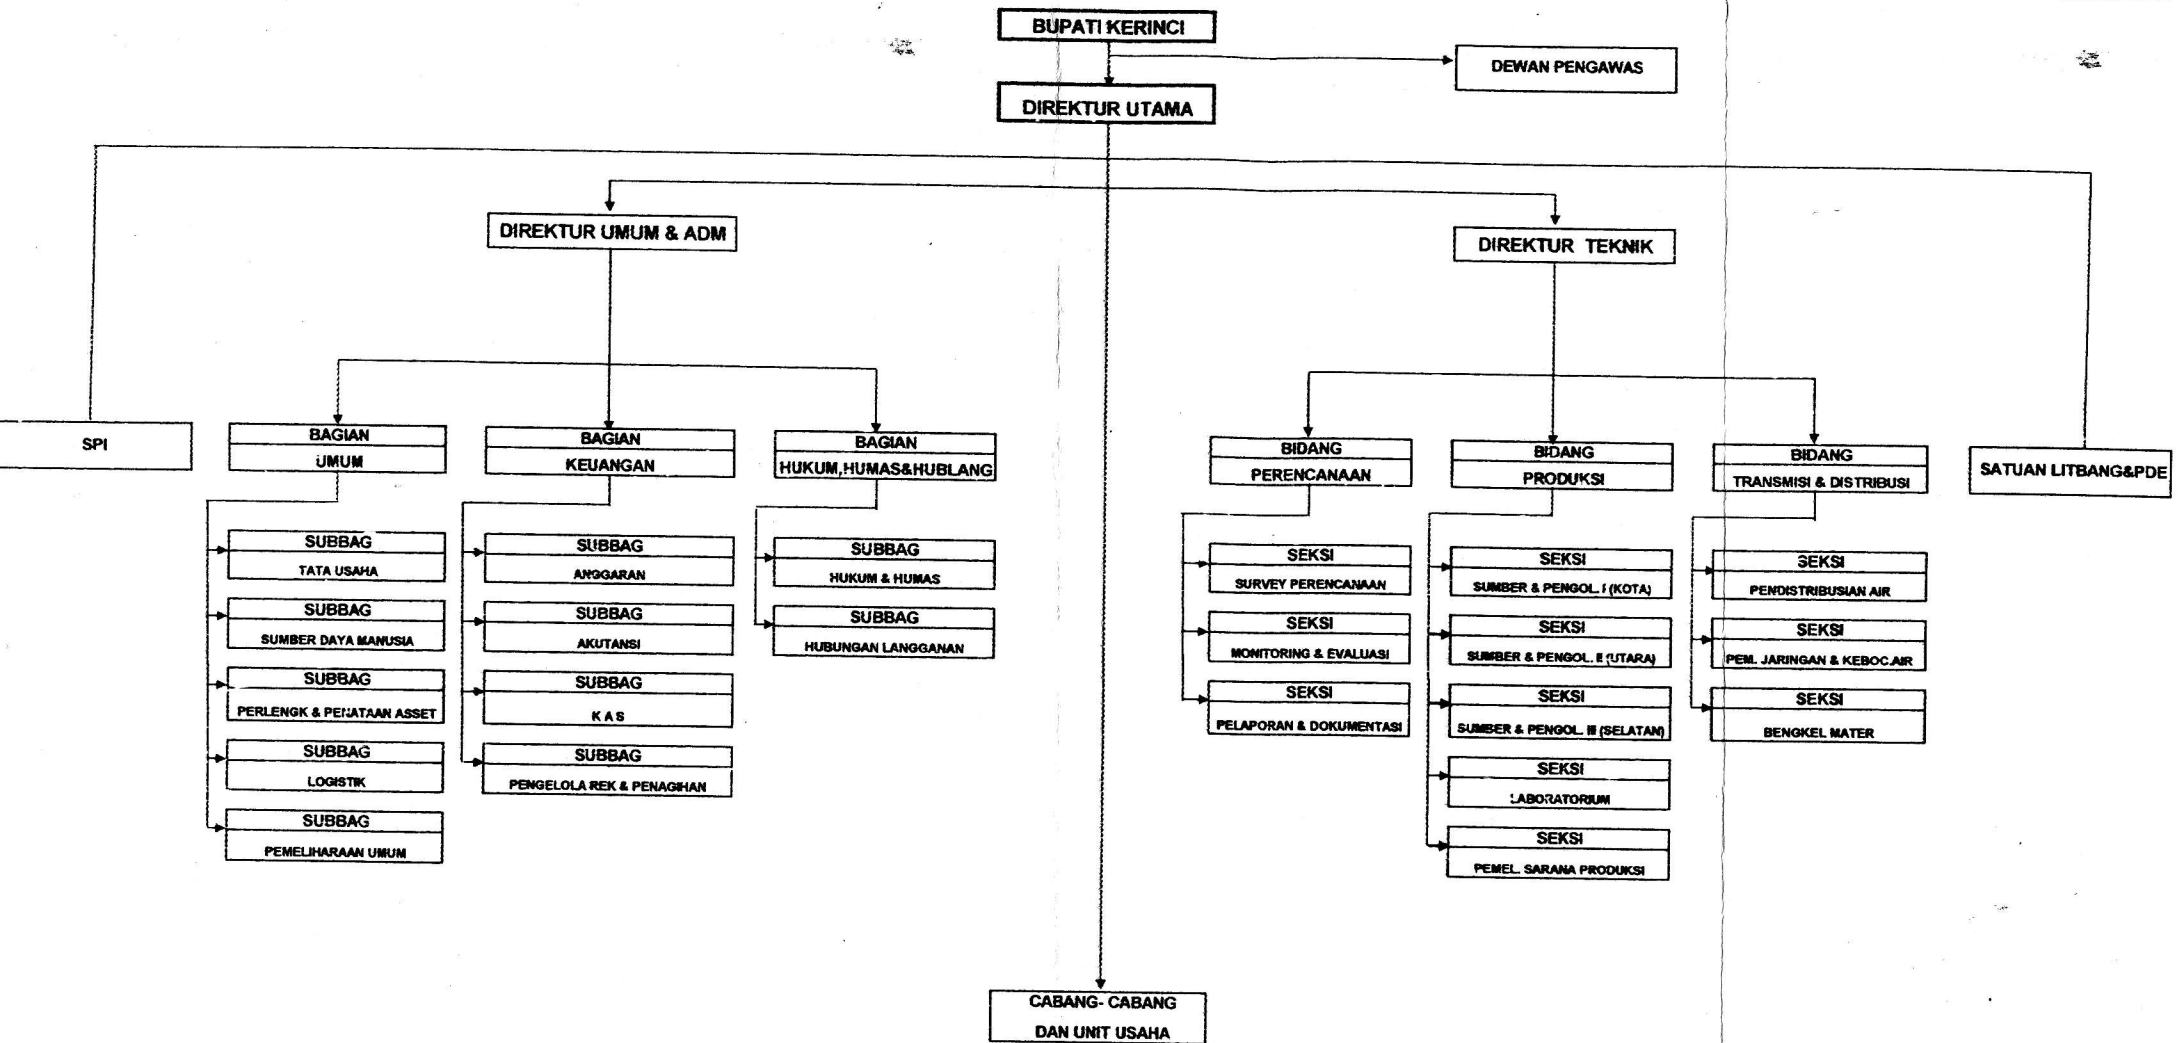 BUPATI KERINCI
DEWAN PENGAWAS
DIREKTUR UTAMA
DIREKTUR UMUM & ADM
DIREKTUR TEKNIK
SPI
BAGIAN
UMUM
SUBBAG
TATA USAHA
SUBBAG
SUMBER DAYA MANUSIA
SUBBAG
PERLENGK & PENATAAN ASSET
SUBBAG
LOGISTIK
SUBBAG
PEMELIHARAAN UMUM
BAGIAN
KEUANGAN
SUBBAG
ANGGARAN
SUBBAG
AKUTANSI
SUBBAG
K A S
SUBBAG
PENGELOLA REK & PENAGIHAN
BAGIAN
HUKUM,HUMAS&HUBLANG
SUBBAG
HUKUM & HUMAS
SUBBAG
HUBUNGAN LANGGANAN
BIDANG
PERENCANAAN
SEKSI
SURVEY PERENCANAAN
SEKSI
MONITORING & EVALUASI
SEKSI
PELAPORAN & DOKUMENTASI
BIDANG
PRODUKSI
SEKSI
SUMBER & PENGOL. I (KOTA)
SEKSI
SUMBER & PENGOL. II (UTARA)
SEKSI
SUMBER & PENGOL. III (SELATAN)
SEKSI
LABORATORIUM
SEKSI
PEMEL. SARANA PRODUKSI
BIDANG
TRANSMISI & DISTRIBUSI
SEKSI
PENDISTRIBUSIAN AIR
SEKSI
PEM. JARINGAN & KEBOC.AIR
SEKSI
BENGKEL MATER
SATUAN LITBANG&PDE
CABANG- CABANG
DAN UNIT USAHA